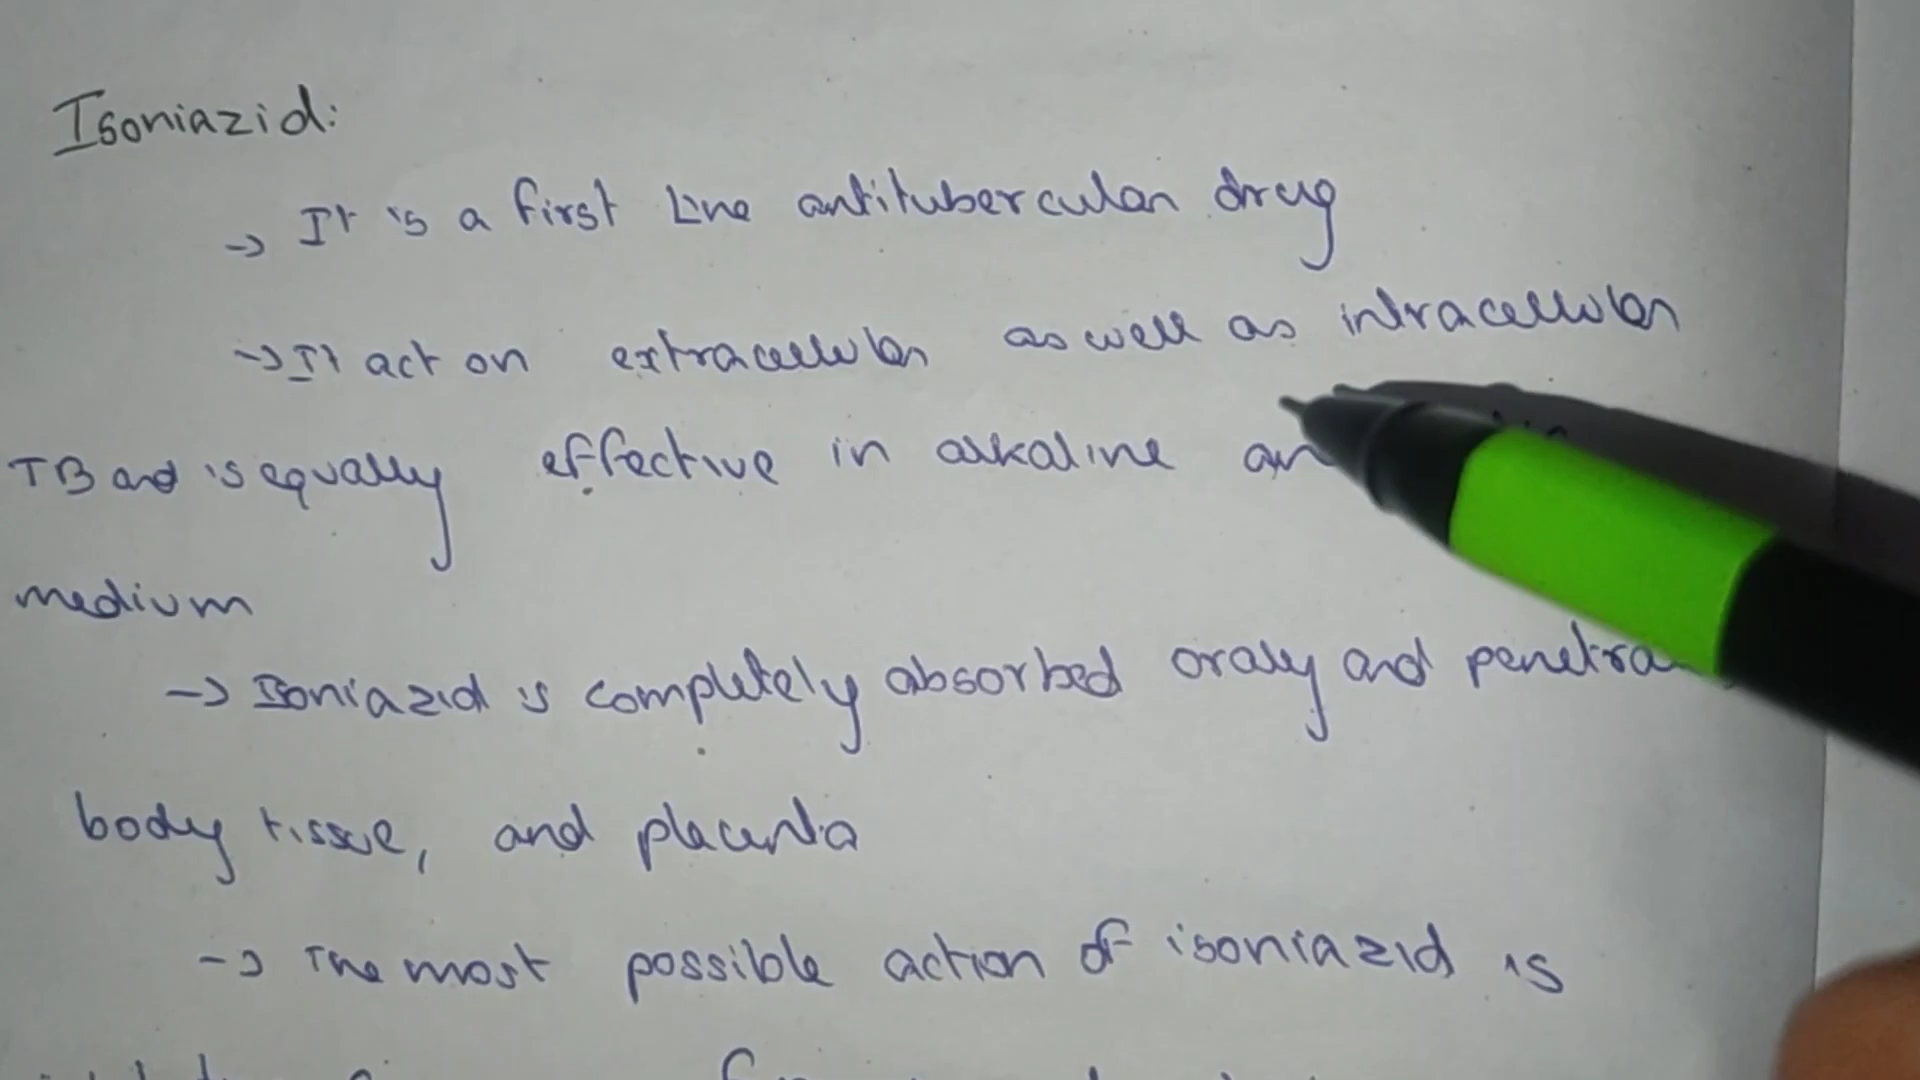 Isoniazid:
→ It is a first line antitubercular drug
→ It act on extracellular as well as intracellular
TB and is equally effective in alkaline
medium
→ Isoniazid is completely absorbed oraly and
body tissue, and placenta
→ The most possible action of isoniazid is